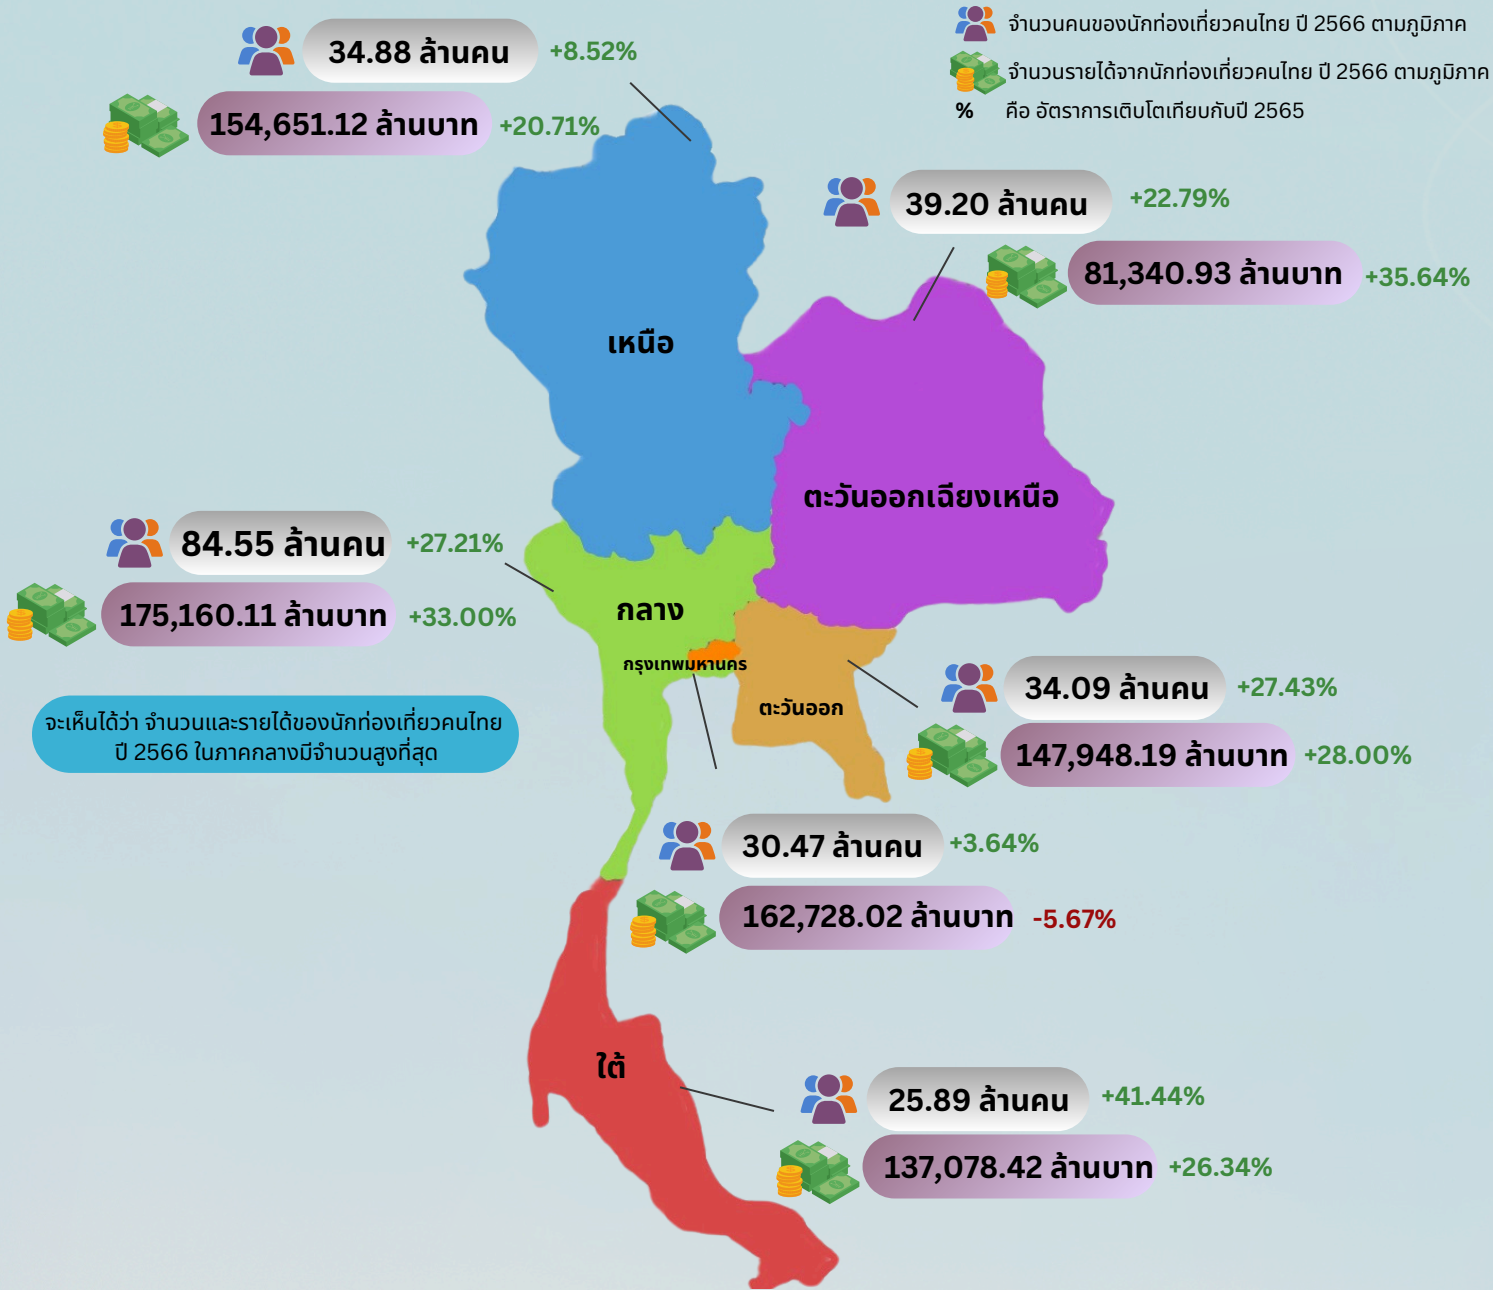 จำนวนคนของนักท่องเที่ยวคนไทย ปี 2566 ตามภูมิภาค
จำนวนรายได้จากนักท่องเที่ยวคนไทย ปี 2566 ตามภูมิภาค
% คือ อัตราการเติบโตเทียบกับปี 2565
34.88 ล้านคน +8.52%
154,651.12 ล้านบาท +20.71%
39.20 ล้านคน +22.79%
81,340.93 ล้านบาท +35.64%
เหนือ
ตะวันออกเฉียงเหนือ
84.55 ล้านคน +27.21%
175,160.11 ล้านบาท +33.00%
กลาง
กรุงเทพมหานคร
ตะวันออก
34.09 ล้านคน +27.43%
147,948.19 ล้านบาท +28.00%
จะเห็นได้ว่า จำนวนและรายได้ของนักท่องเที่ยวคนไทย
ปี 2566 ในภาคกลางมีจำนวนสูงที่สุด
30.47 ล้านคน +3.64%
162,728.02 ล้านบาท -5.67%
ใต้
25.89 ล้านคน +41.44%
137,078.42 ล้านบาท +26.34%